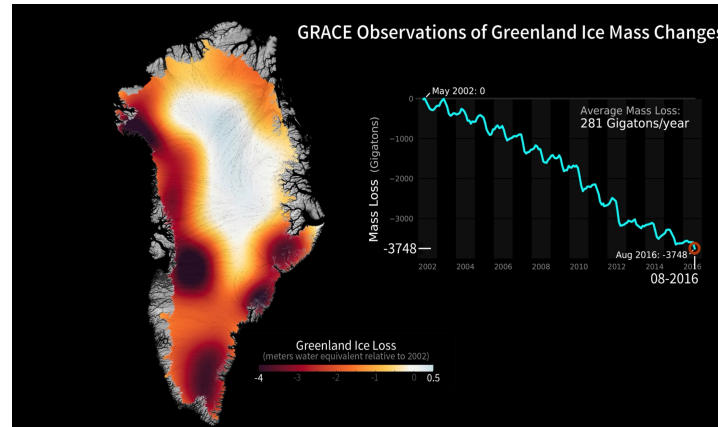 GRACE Observations of Greenland Ice Mass Changes
May 2002: 0
Average Mass Loss:
281 Gigatons/year
0
-1000
-2000
-3000
-3748
Mass Loss (Gigatons)
Aug 2016: -3748
2002 2004 2006 2008 2010 2012 2014 2016
08-2016
Greenland Ice Loss
(meters water equivalent relative to 2002)
-4 -3 -2 -1 0 0.5